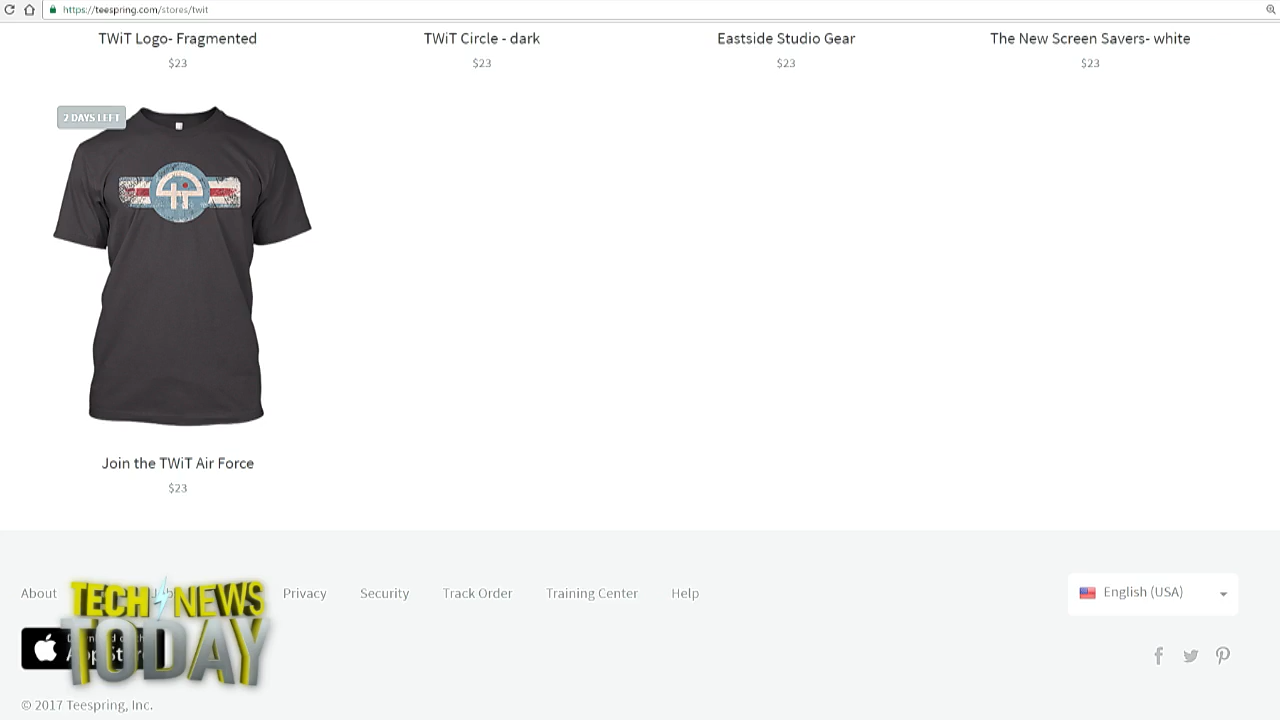 https://teespring.com/stores/twit
TWiT Logo- Fragmented
TWiT Circle - dark
Eastside Studio Gear
The New Screen Savers- white
$23
$23
$23
$23
2 DAYS LEFT
Join the TWiT Air Force
$23
About
Privacy
Security
Track Order
Training Center
Help
English (USA)
TECH NEWS
TODAY
© 2017 Teespring, Inc.